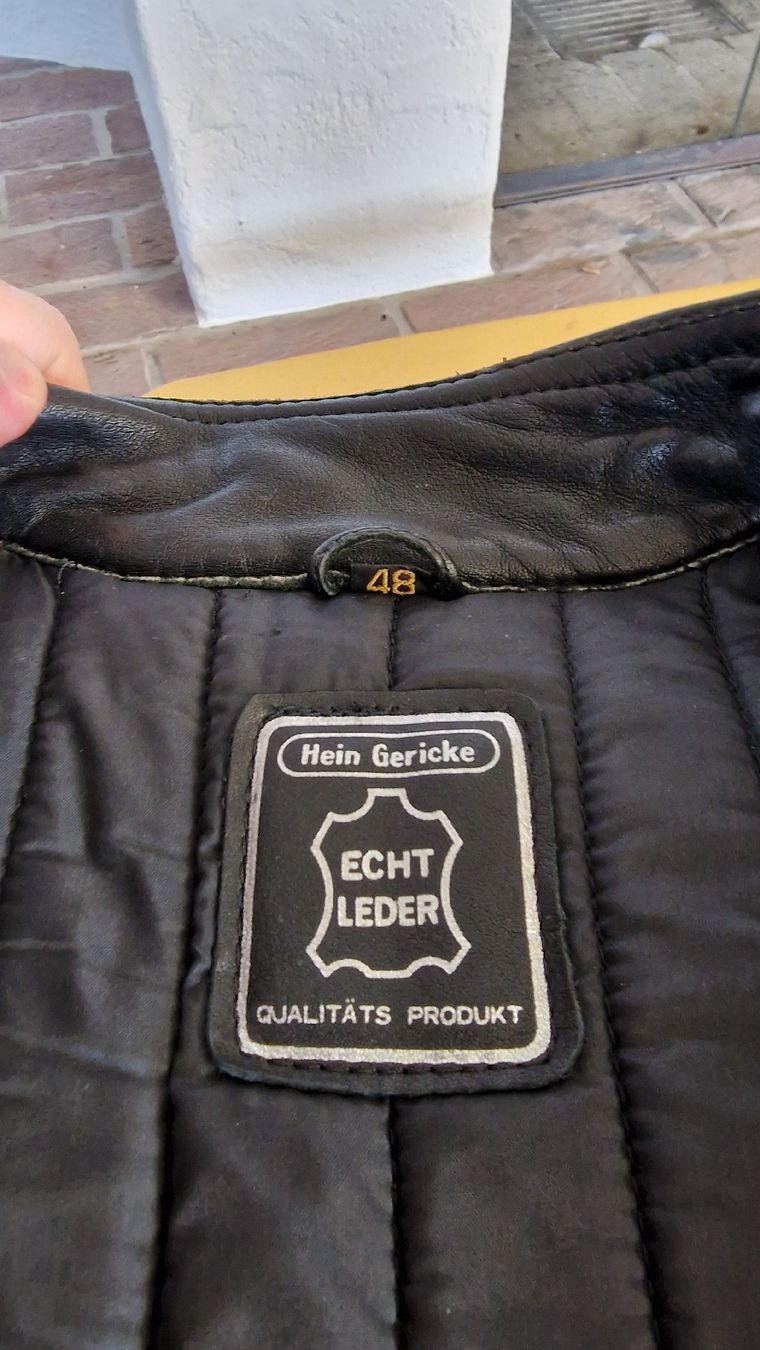 48
Hein Gericke
ECHT
LEDER
QUALITÄTS PRODUKT